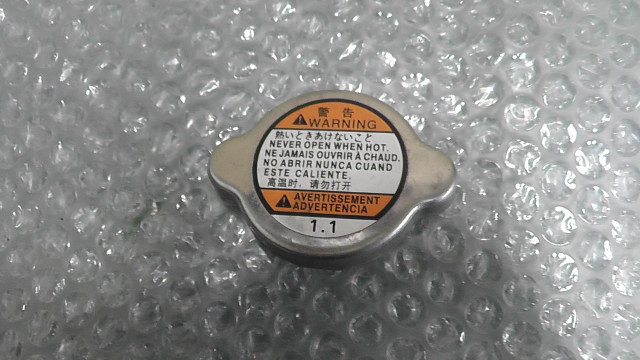 警告
WARNING
熱いときあけないこと
NEVER OPEN WHEN HOT.
NE JAMAIS OUVRIR À CHAUD.
NO ABRIR NUNCA CUANDO
ESTE CALIENTE.
高温时，请勿打开
AVERTISSEMENT
ADVERTENCIA
1.1